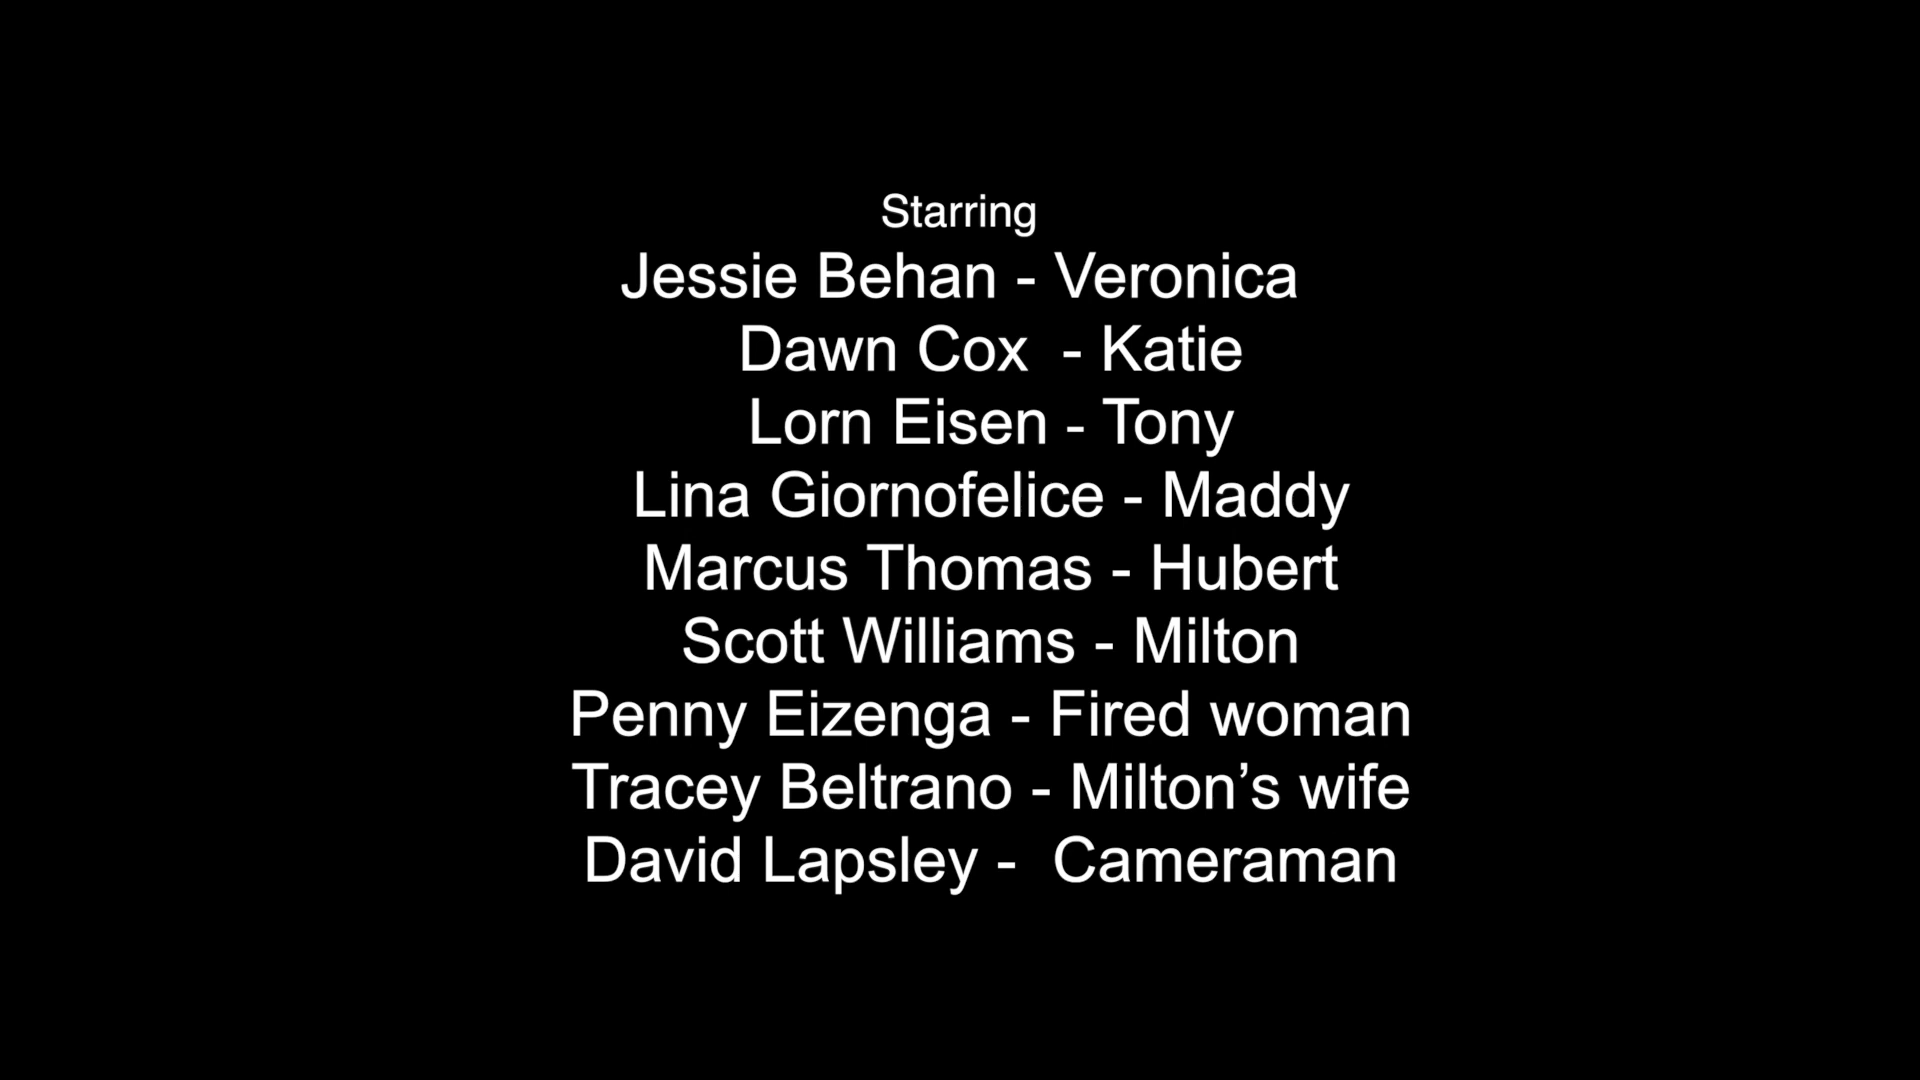 Starring
Jessie Behan - Veronica
Dawn Cox  - Katie
Lorn Eisen - Tony
Lina Giornofelice - Maddy
Marcus Thomas - Hubert
Scott Williams - Milton
Penny Eizenga - Fired woman
Tracey Beltrano - Milton’s wife
David Lapsley -  Cameraman